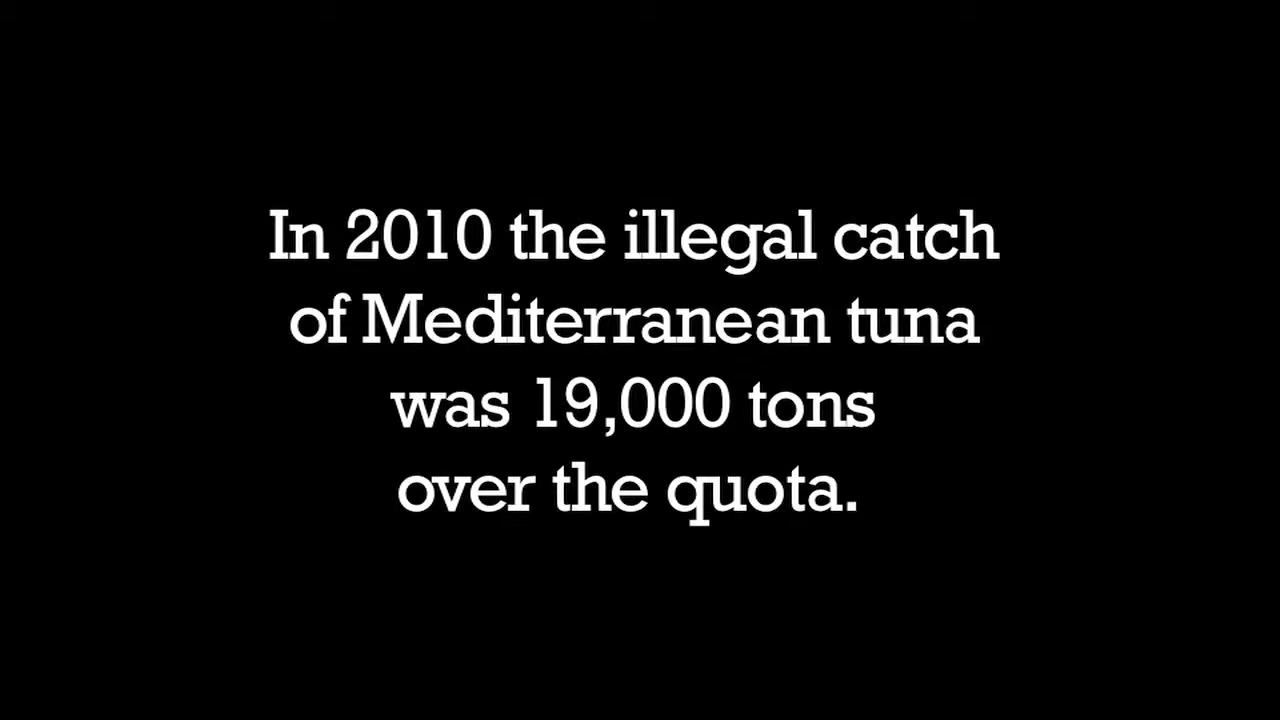 In 2010 the illegal catch
of Mediterranean tuna
was 19,000 tons
over the quota.